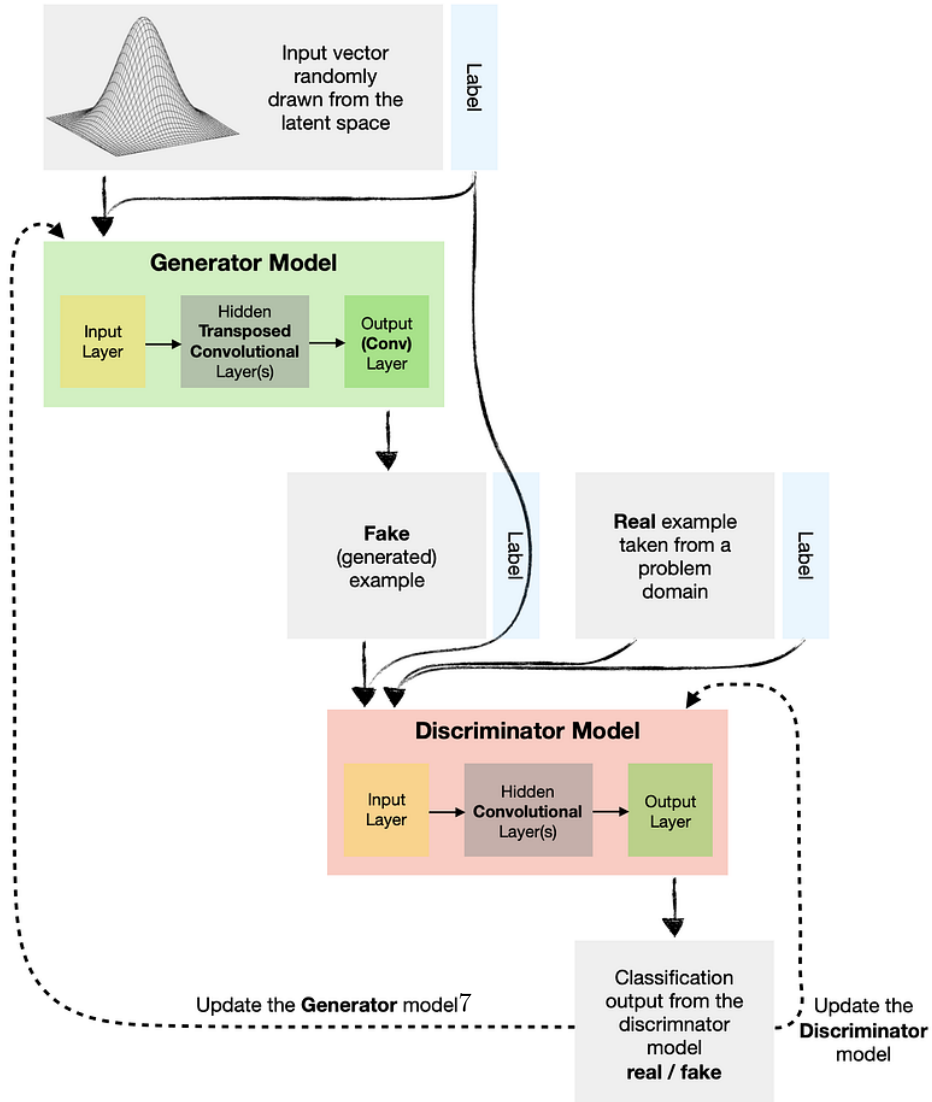 Input vector
randomly
drawn from the
latent space
Label
Generator Model
Input
Layer
Hidden
Transposed
Convolutional
Layer(s)
Output
(Conv)
Layer
Fake
(generated)
example
Label
Real example
taken from a
problem
domain
Label
Discriminator Model
Input
Layer
Hidden
Convolutional
Layer(s)
Output
Layer
Classification
output from the
discrimnator
model
real / fake
Update the Generator model7
Update the
Discriminator
model